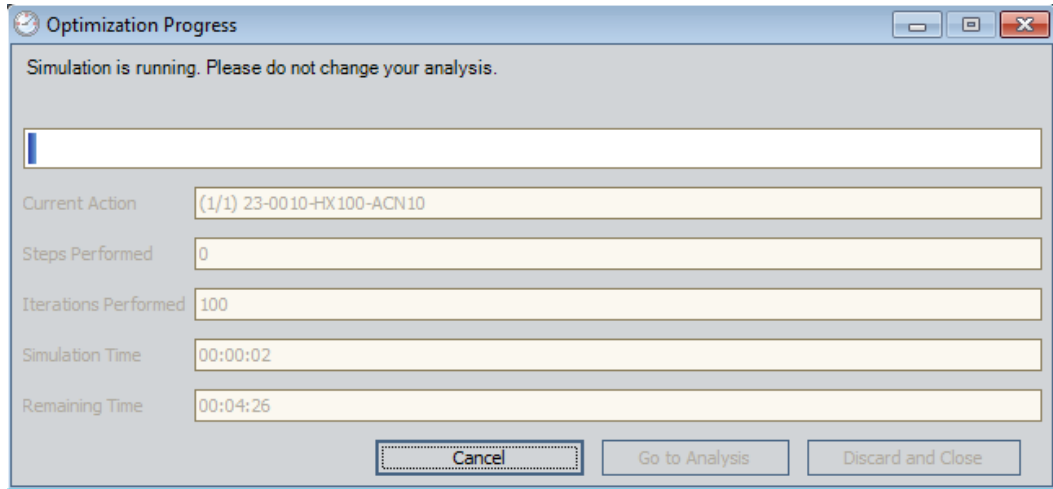 Optimization Progress
Simulation is running. Please do not change your analysis.
Current Action (1/1) 23-0010-HX100-ACN10
Steps Performed 0
Iterations Performed 100
Simulation Time 00:00:02
Remaining Time 00:04:26
Cancel Go to Analysis Discard and Close